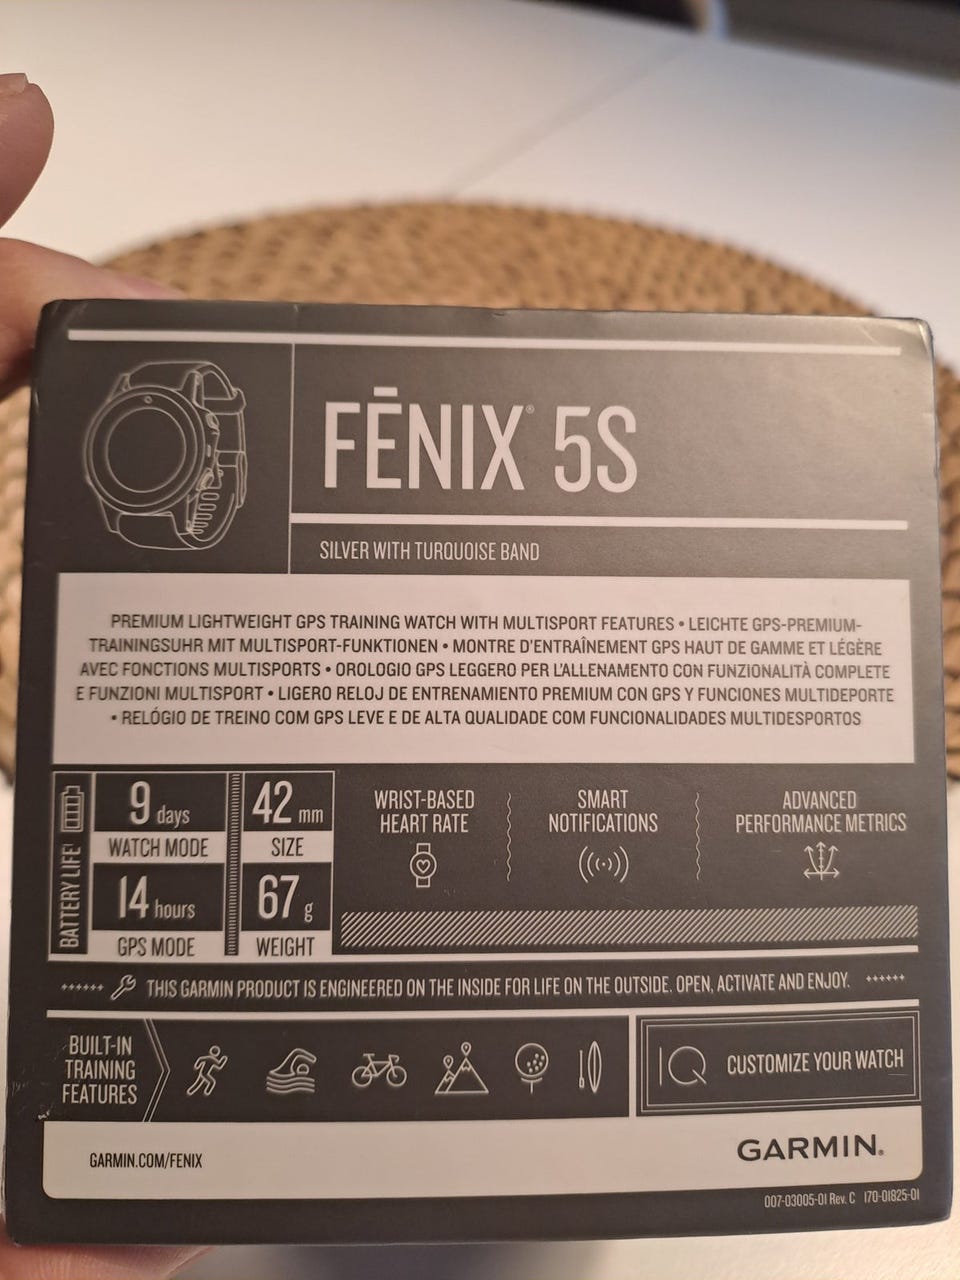 FĒNIX® 5S
SILVER WITH TURQUOISE BAND
PREMIUM LIGHTWEIGHT GPS TRAINING WATCH WITH MULTISPORT FEATURES • LEICHTE GPS-PREMIUM-
TRAININGSUHR MIT MULTISPORT-FUNKTIONEN • MONTRE D'ENTRAÎNEMENT GPS HAUT DE GAMME ET LÉGÈRE
AVEC FONCTIONS MULTISPORTS • OROLOGIO GPS LEGGERO PER L'ALLENAMENTO CON FUNZIONALITÀ COMPLETE
E FUNZIONI MULTISPORT • LIGERO RELOJ DE ENTRENAMIENTO PREMIUM CON GPS Y FUNCIONES MULTIDEPORTE
• RELÓGIO DE TREINO COM GPS LEVE E DE ALTA QUALIDADE COM FUNCIONALIDADES MULTIDESPORTOS
BATTERY LIFE
9 days
WATCH MODE
14 hours
GPS MODE
42 mm
SIZE
67 g
WEIGHT
WRIST-BASED
HEART RATE
SMART
NOTIFICATIONS
ADVANCED
PERFORMANCE METRICS
THIS GARMIN PRODUCT IS ENGINEERED ON THE INSIDE FOR LIFE ON THE OUTSIDE. OPEN, ACTIVATE AND ENJOY.
BUILT-IN
TRAINING
FEATURES
IQ CUSTOMIZE YOUR WATCH
GARMIN.COM/FENIX
GARMIN®
007-03005-01 Rev. C 170-01825-01